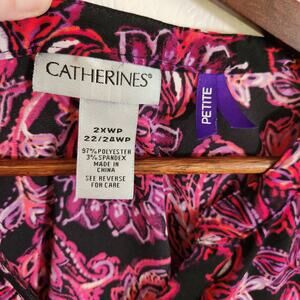 CATHERINES®
PETITE
2XWP
22/24WP
97% POLYESTER
3% SPANDEX
MADE IN
CHINA
SEE REVERSE
FOR CARE